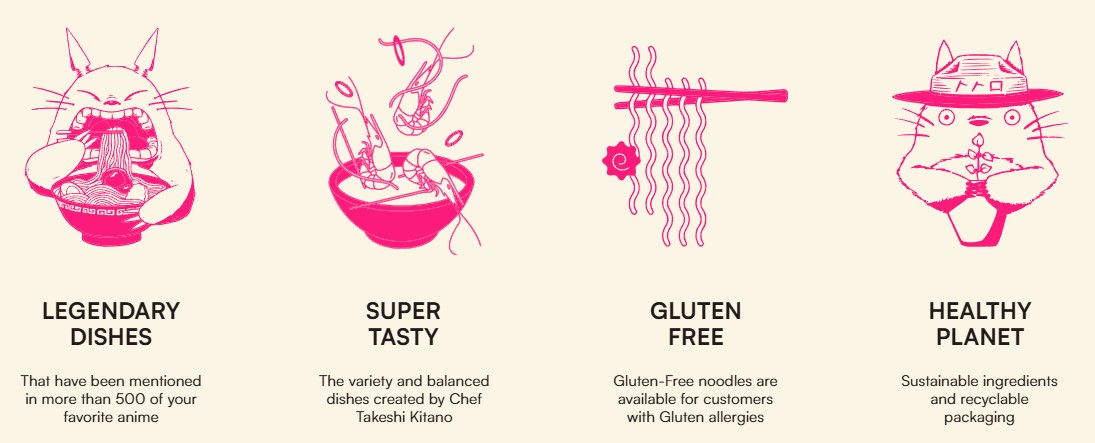 トトロ
LEGENDARY
DISHES
That have been mentioned
in more than 500 of your
favorite anime
SUPER
TASTY
The variety and balanced
dishes created by Chef
Takeshi Kitano
GLUTEN
FREE
Gluten-Free noodles are
available for customers
with Gluten allergies
HEALTHY
PLANET
Sustainable ingredients
and recyclable
packaging